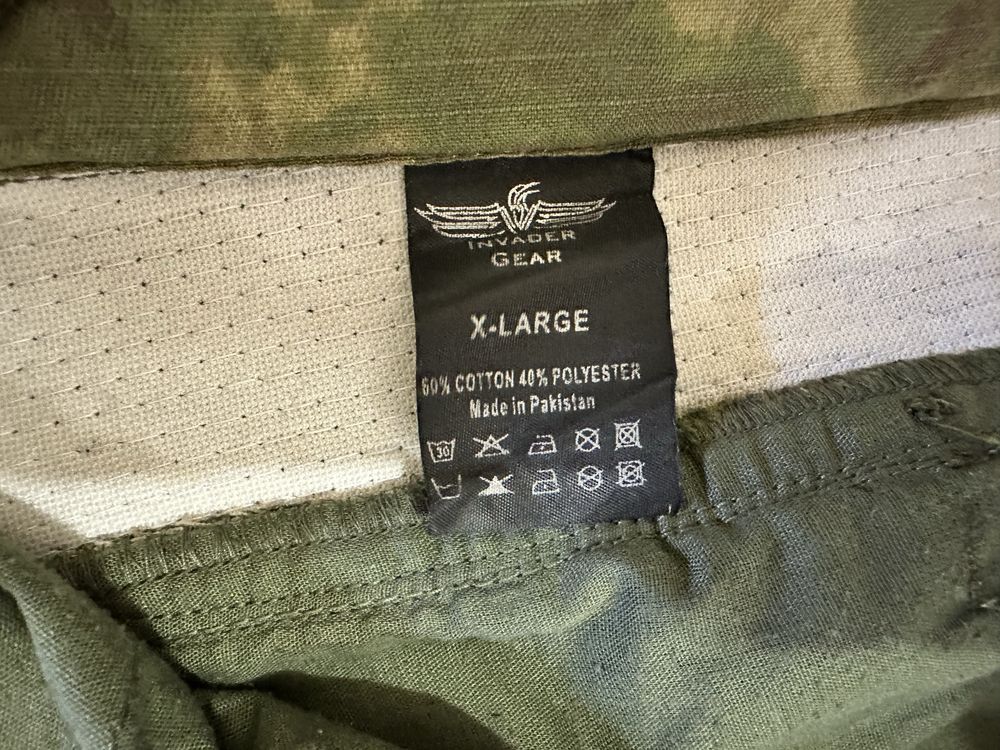 INVADER
GEAR
X-LARGE
60% COTTON 40% POLYESTER
Made in Pakistan
30